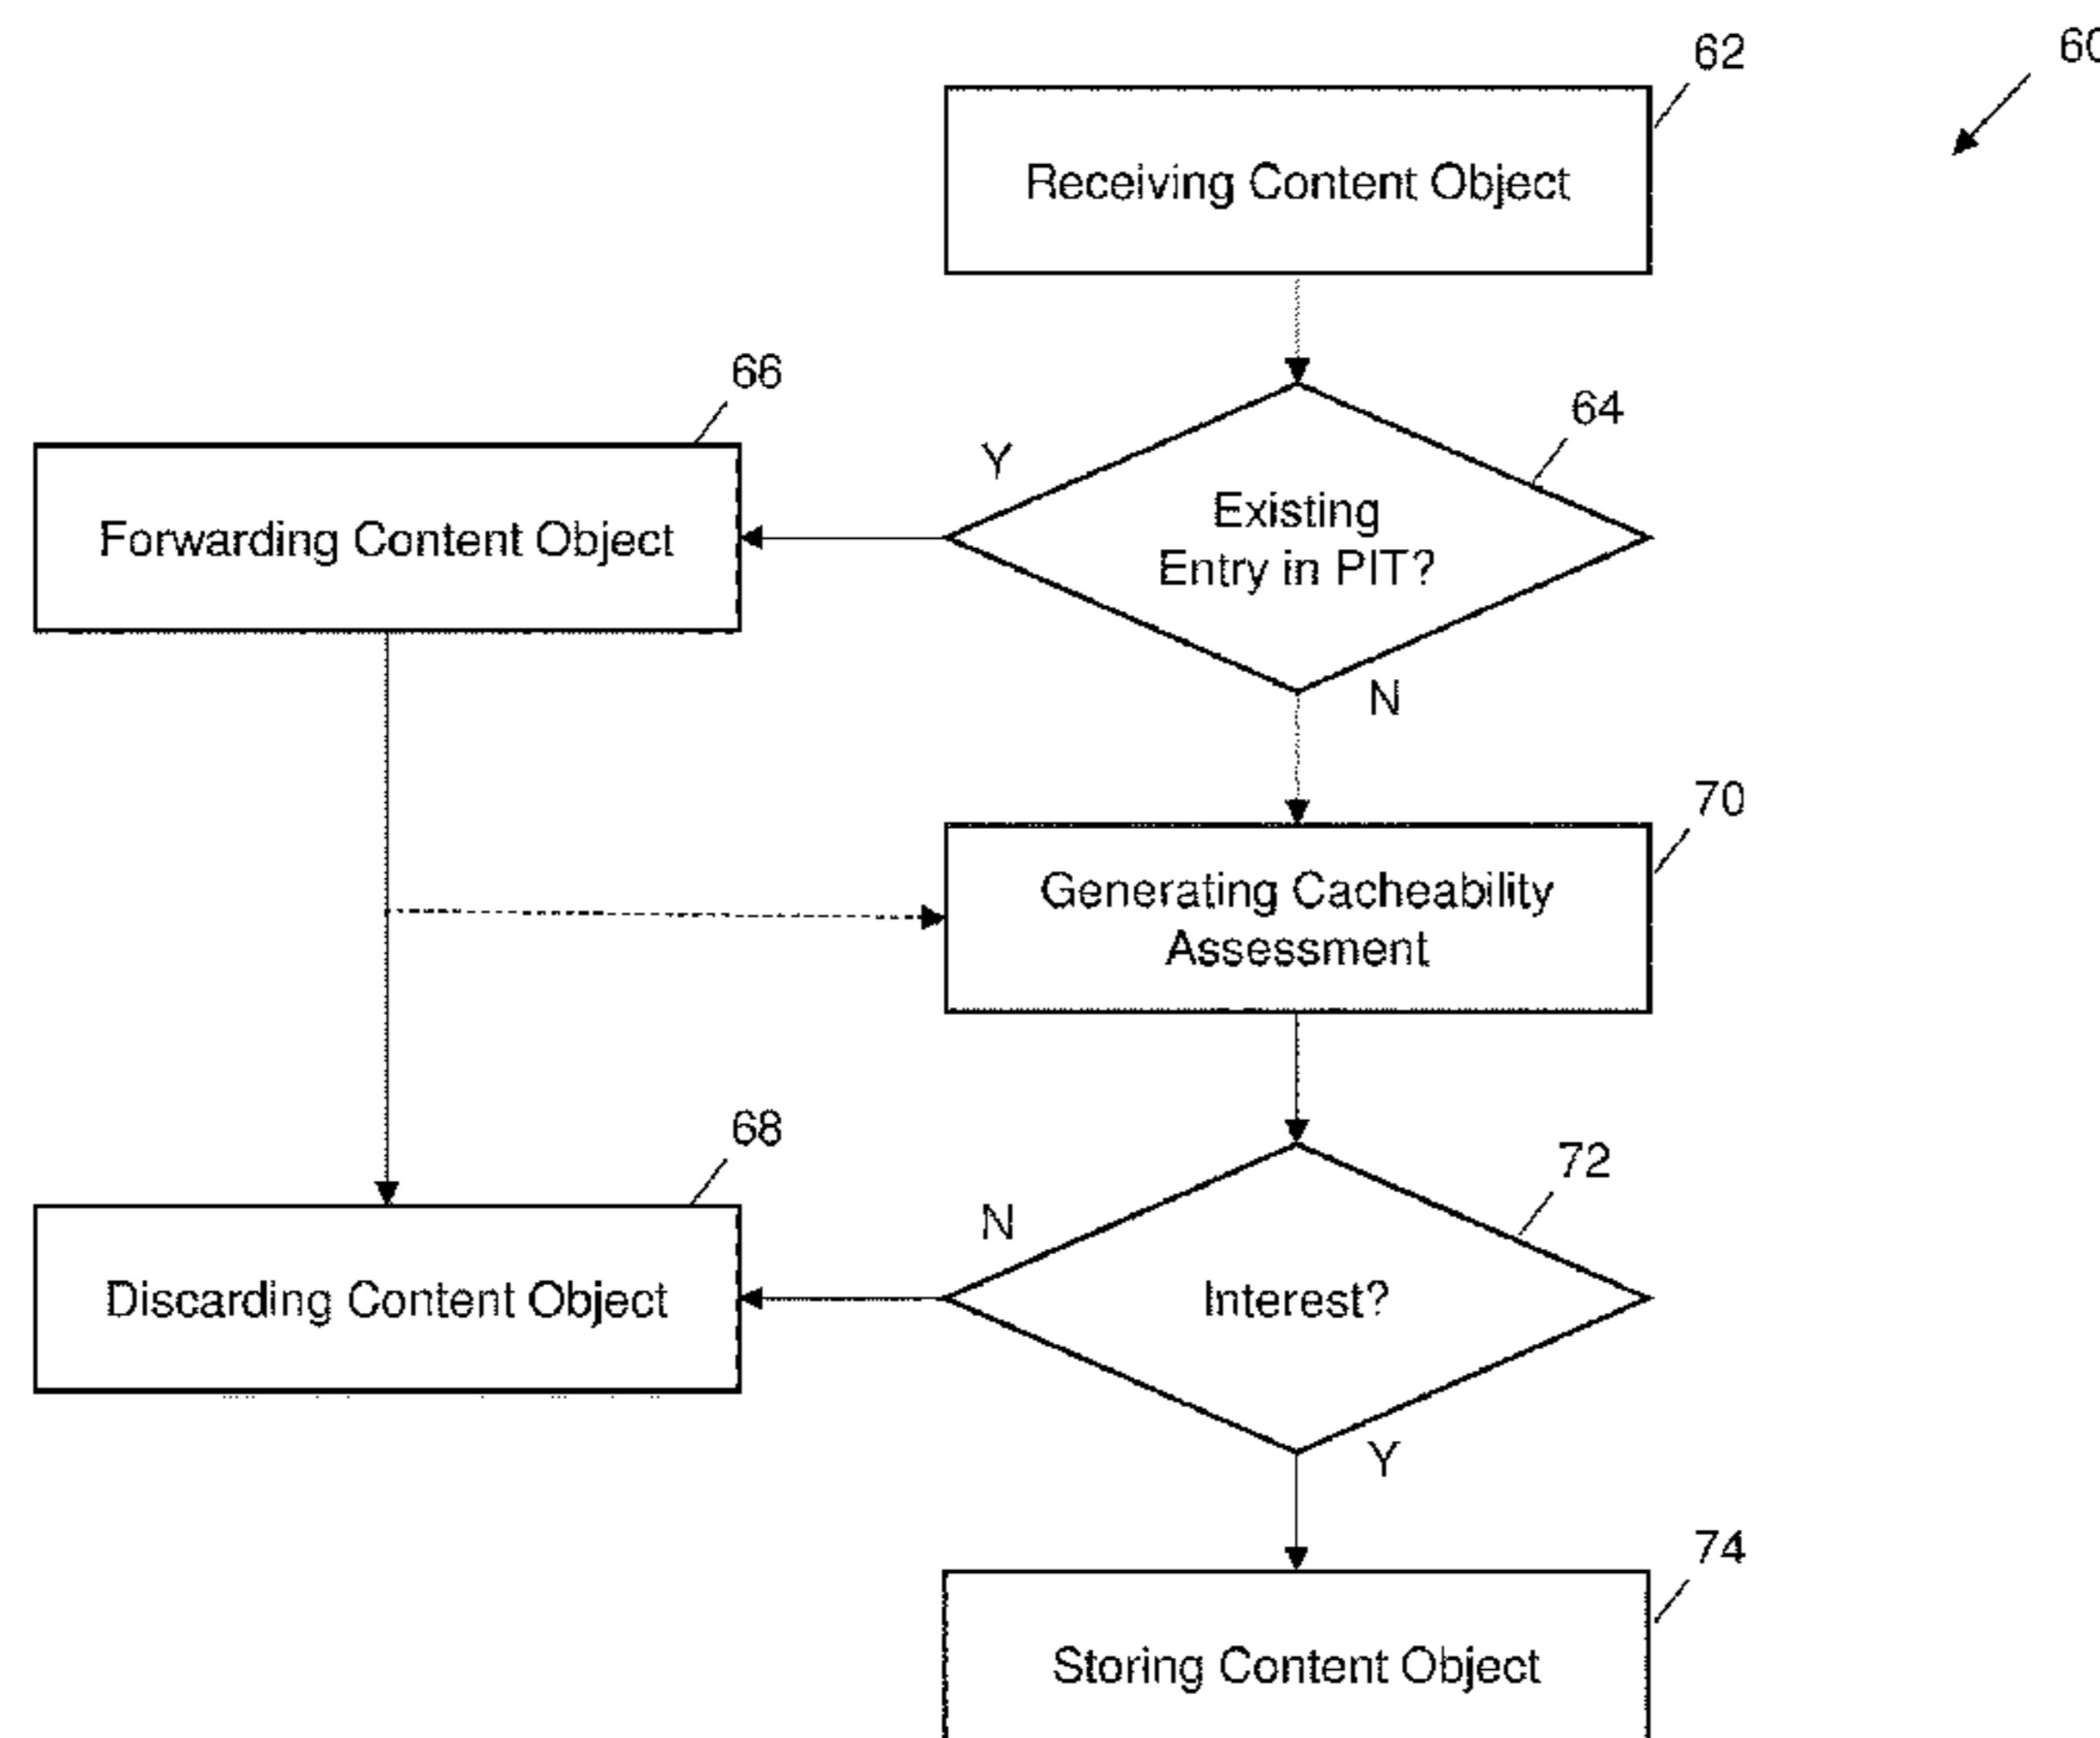 62
60
Receiving Content Object
66
64
Y
Existing
Entry in PIT?
Forwarding Content Object
N
70
Generating Cacheability
Assessment
68
72
N
Interest?
Discarding Content Object
Y
74
Storing Content Object